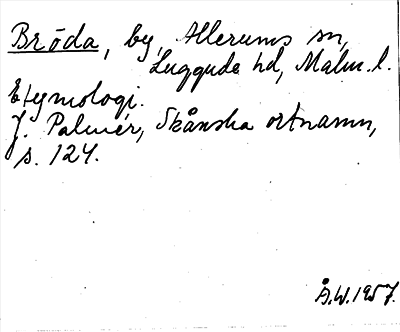 Bröda, by, Allerums sn,
Luggude hd, Malm. l.
Etymologi.
J. Palmér, Skånska ortnamn,
s. 124.
Å.W. 1957.